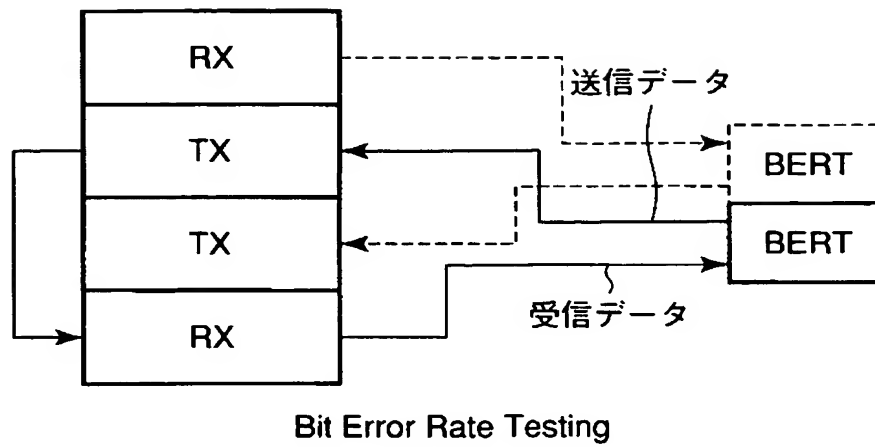 RX
送信データ
TX
BERT
TX
BERT
RX
受信データ
Bit Error Rate Testing